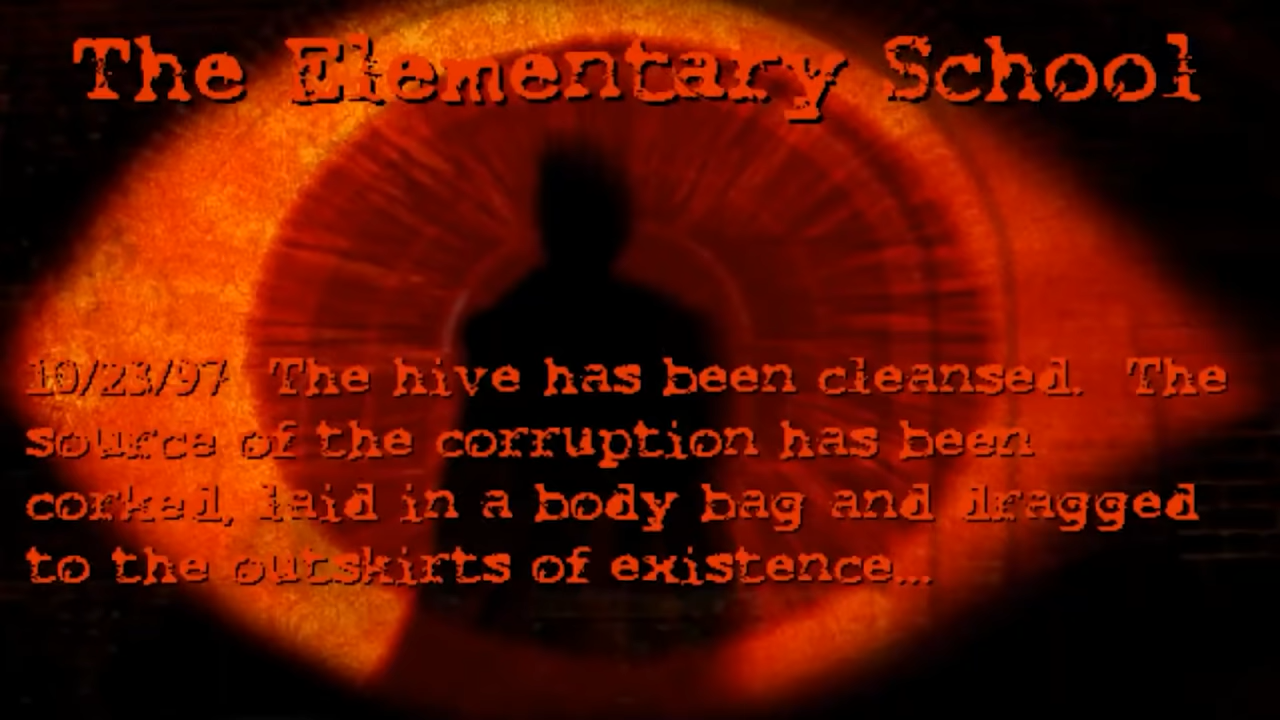 The Elementary School
10/23/97 The hive has been cleansed. The
source of the corruption has been
corked, laid in a body bag and dragged
to the outskirts of existence...